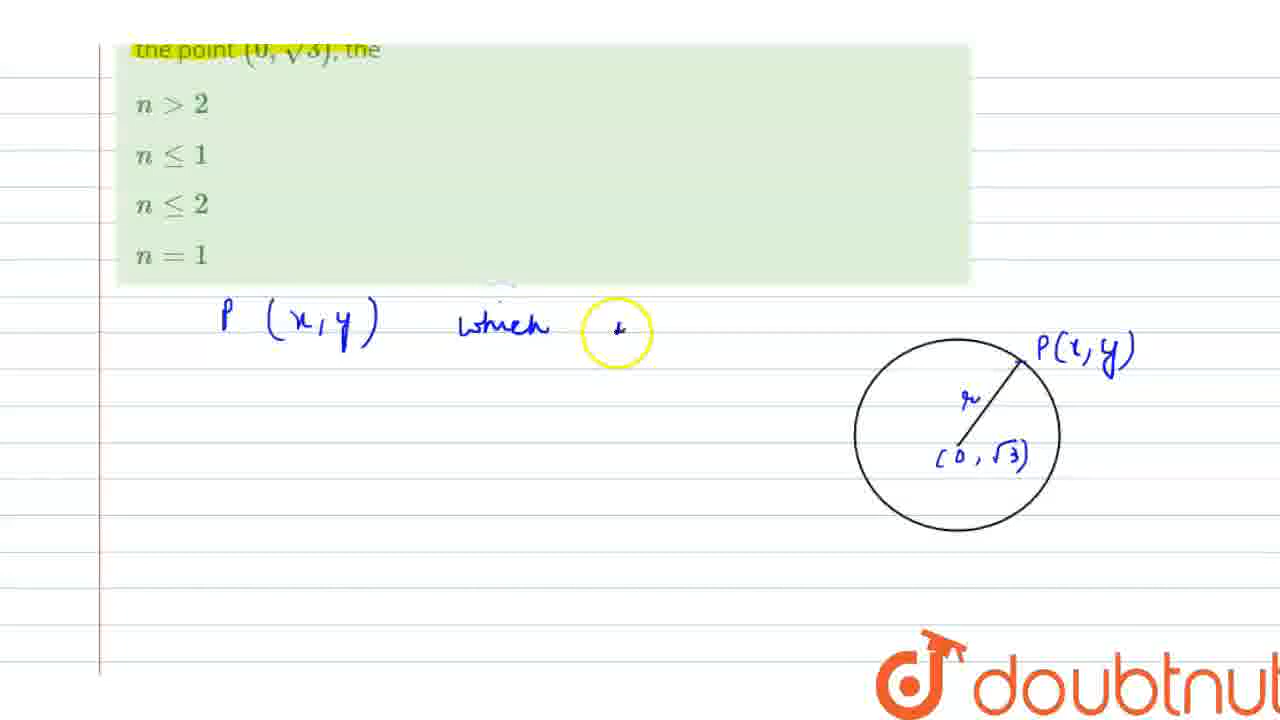 the point (0, √3), the
n > 2
n ≤ 1
n ≤ 2
n = 1
P (x, y) which
P(x, y)
r
(0, √3)
doubtnut